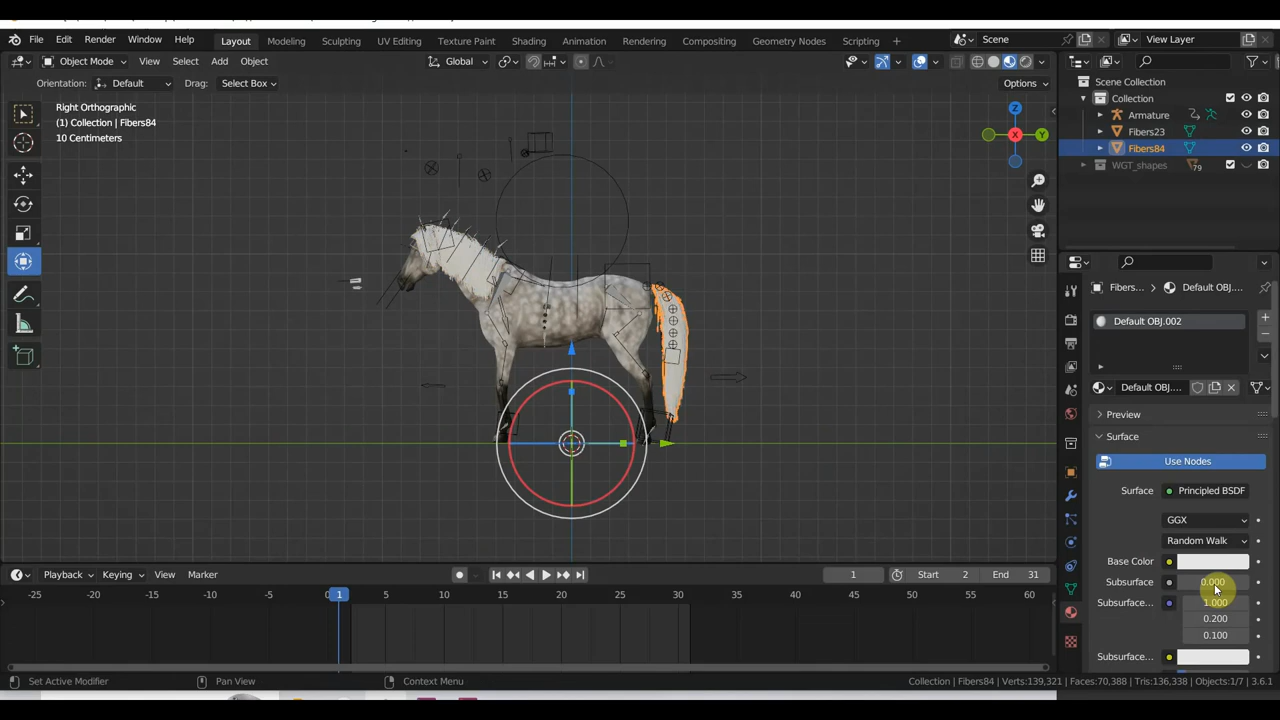 File Edit Render Window Help Layout Modeling Sculpting UV Editing Texture Paint Shading Animation Rendering Compositing Geometry Nodes Scripting + Scene View Layer
Object Mode View Select Add Object Global
Orientation: Default Drag: Select Box Options
Right Orthographic
(1) Collection | Fibers84
10 Centimeters
Z
Y
X
Scene Collection
Collection
Armature
Fibers23
Fibers84
WGT_shapes 79
Fibers... > Default OBJ....
Default OBJ.002
Default OBJ....
Preview
Surface
Use Nodes
Surface Principled BSDF
GGX
Random Walk
Base Color
Subsurface 0.000
Subsurface... 1.000
0.200
0.100
Subsurface...
Playback Keying View Marker 1 Start 2 End 31
-25 -20 -15 -10 -5 0 1 5 10 15 20 25 30 35 40 45 50 55 60
Set Active Modifier Pan View Context Menu Collection | Fibers84 | Verts:139,321 | Faces:70,388 | Tris:136,338 | Objects:1/7 | 3.6.1